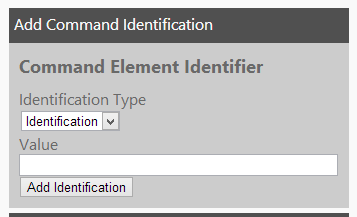 Add Command Identification
Command Element Identifier
Identification Type
Identification
Value
Add Identification